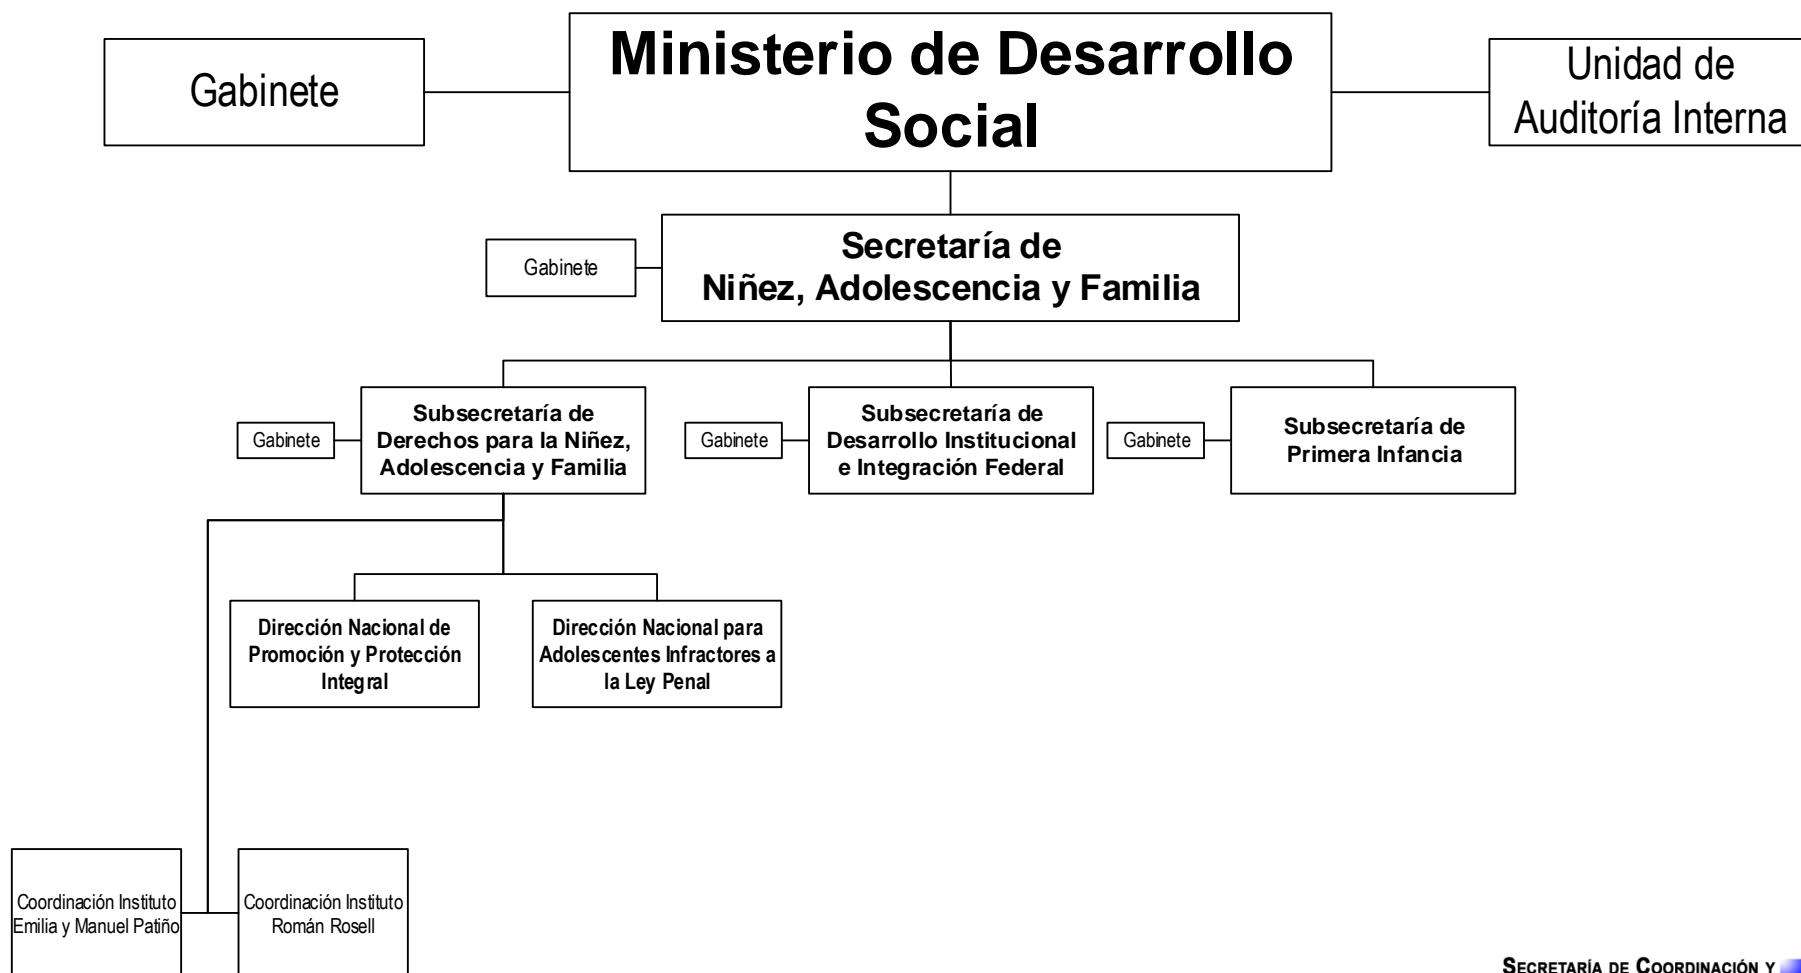 Gabinete
Ministerio de Desarrollo
Social
Unidad de
Auditoría Interna
Gabinete
Secretaría de
Niñez, Adolescencia y Familia
Gabinete
Subsecretaría de
Derechos para la Niñez,
Adolescencia y Familia
Gabinete
Subsecretaría de
Desarrollo Institucional
e Integración Federal
Gabinete
Subsecretaría de
Primera Infancia
Dirección Nacional de
Promoción y Protección
Integral
Dirección Nacional para
Adolescentes Infractores a
la Ley Penal
Coordinación Instituto
Emilia y Manuel Patiño
Coordinación Instituto
Román Rosell
SECRETARÍA DE COORDINACIÓN Y